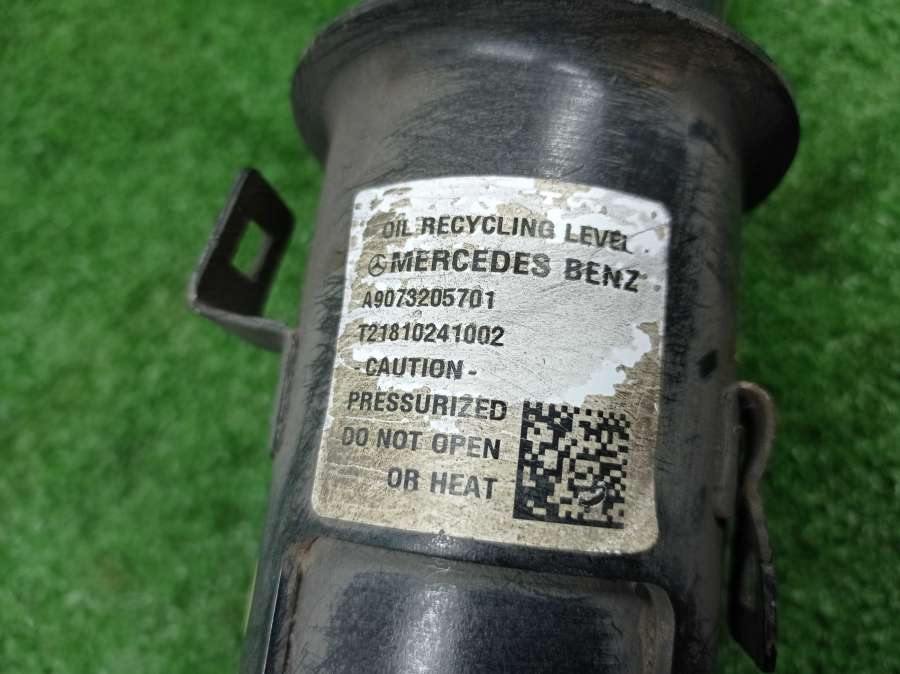 OIL RECYCLING LEVEL
MERCEDES BENZ
A9073205701
T21810241002
-CAUTION-
PRESSURIZED
DO NOT OPEN
OR HEAT